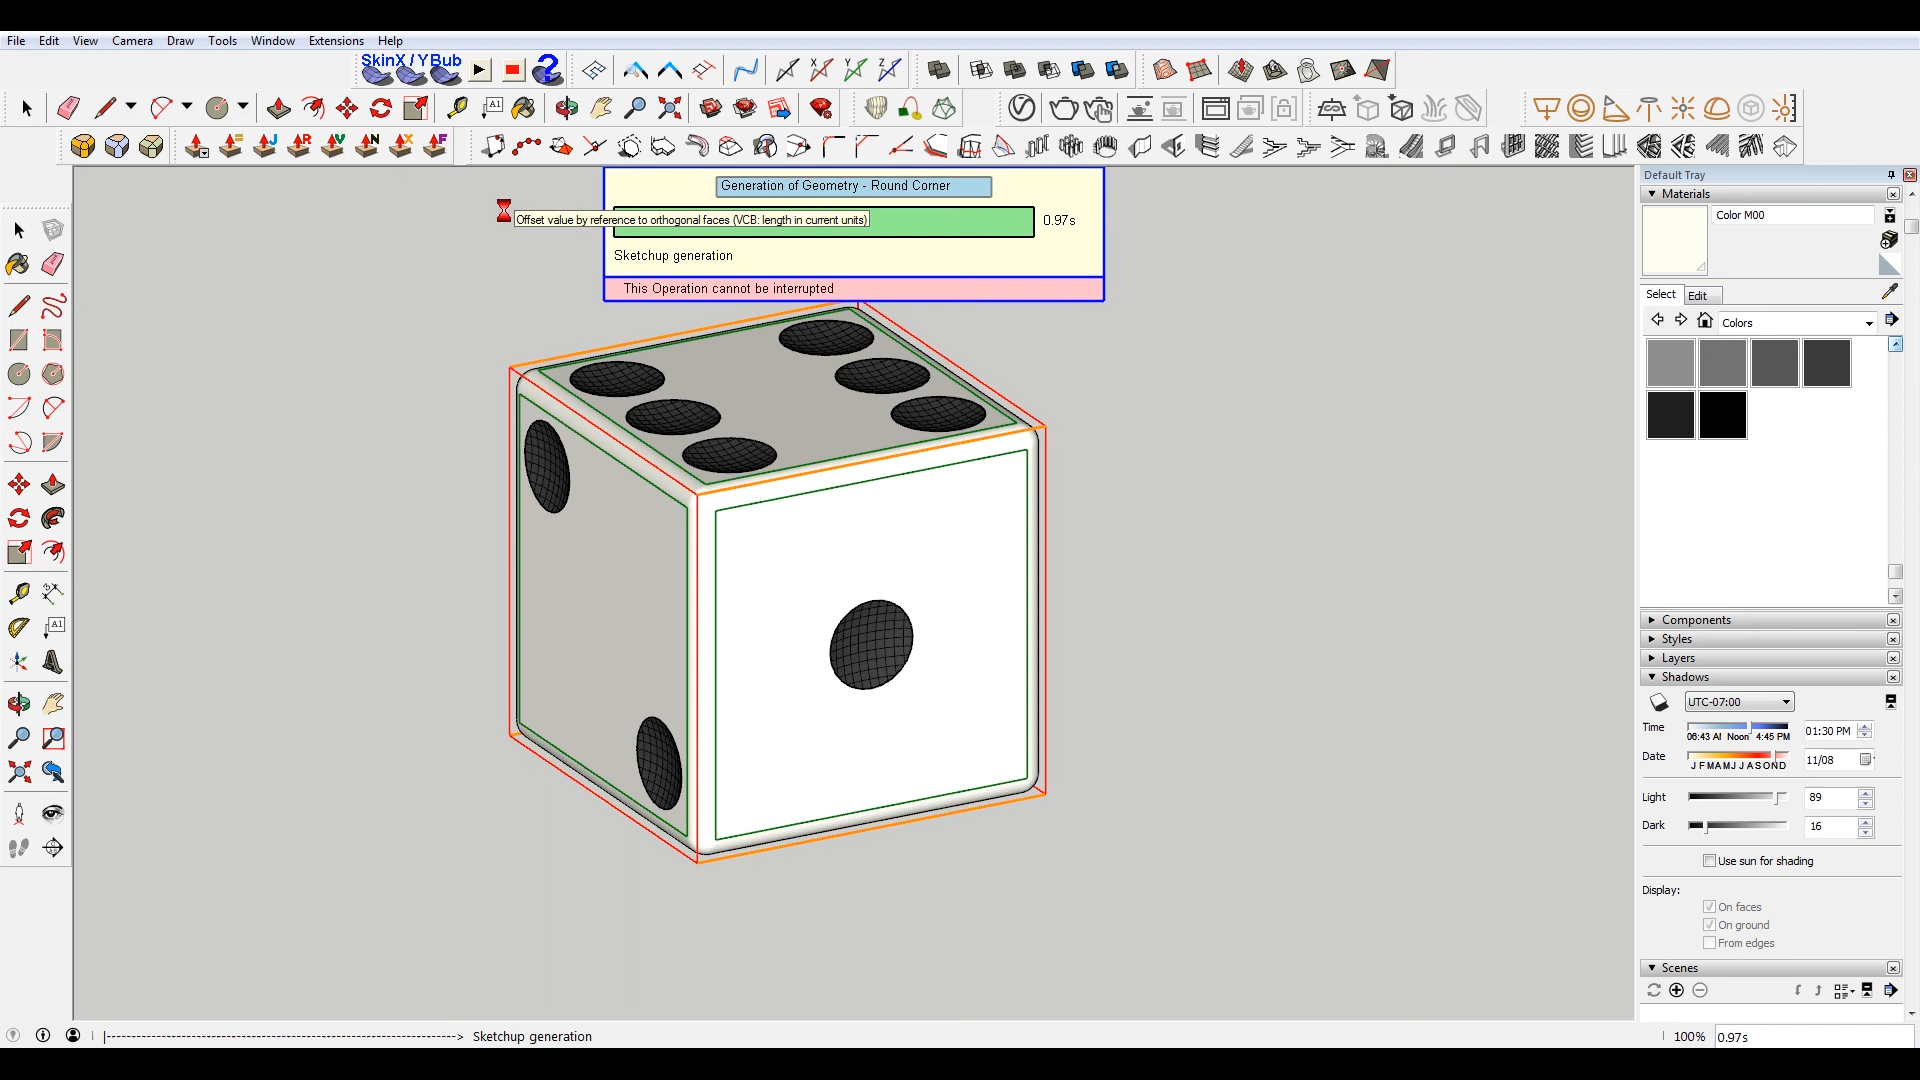 File Edit View Camera Draw Tools Window Extensions Help
SkinX / YBub
?
X Y Z
A1
= J R V N X F
Generation of Geometry - Round Corner
Offset value by reference to orthogonal faces (VCB: length in current units)
0.97s
Sketchup generation
This Operation cannot be interrupted
A1
Default Tray
Materials
Color M00
Select Edit
Colors
Components
Styles
Layers
Shadows
UTC-07:00
Time
06:43 AI Noon 4:45 PM
01:30 PM
Date
J F M A M J J A S O N D
11/08
Light
89
Dark
16
Use sun for shading
Display:
On faces
On ground
From edges
Scenes
|----------------------------------------------------------------------> Sketchup generation
100% 0.97s